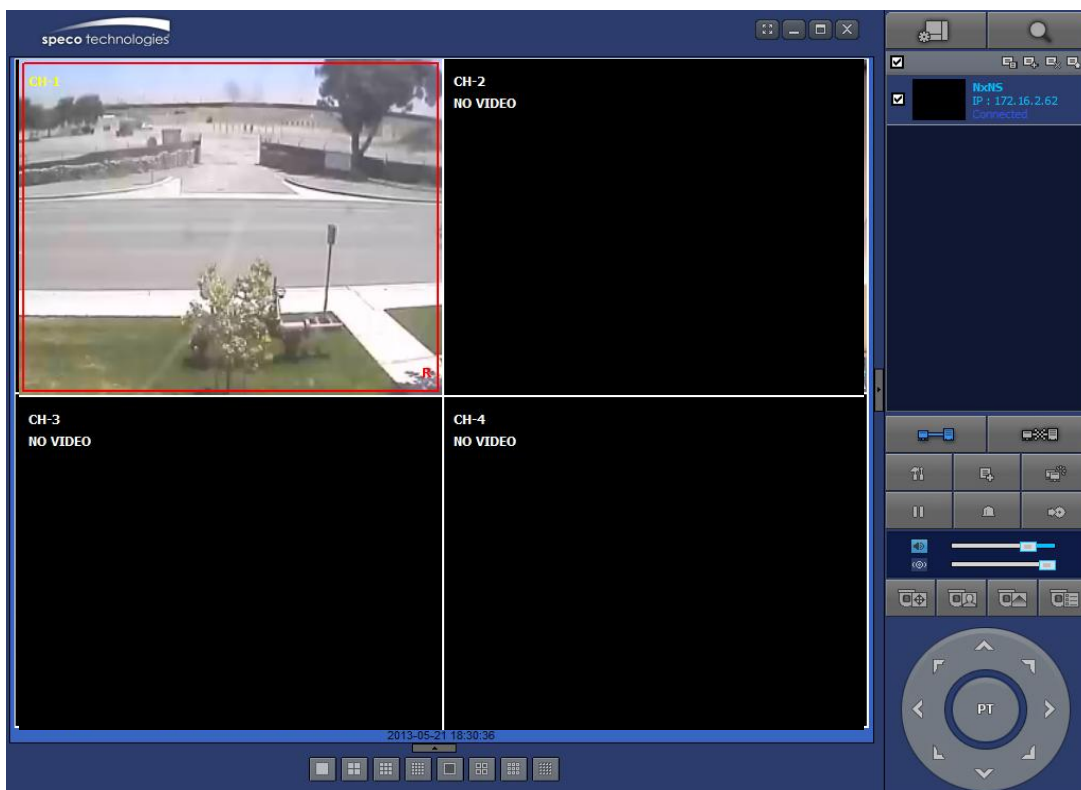 speco technologies
CH-1
CH-2
NO VIDEO
NxNS
IP : 172.16.2.62
Connected
R
CH-3
NO VIDEO
CH-4
NO VIDEO
PT
2013-05-21 18:30:36